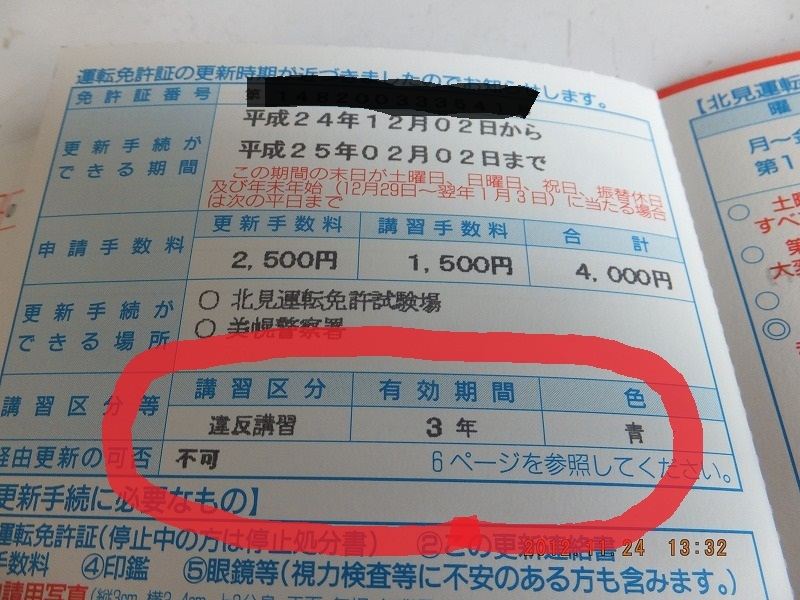 運転免許証の更新時期が近づきましたのでお知らせします。
免許証番号 第
更新手続が
できる期間
平成24年12月02日から
平成25年02月02日まで
この期間の末日が土曜日、日曜日、祝日、振替休日
及び年末年始(12月29日〜翌年1月3日)に当たる場合
は次の平日まで
申請手数料 更新手数料 講習手数料 合計
2,500円 1,500円 4,000円
更新手続が
できる場所
○ 北見運転免許試験場
○ 美幌警察署
講習区分等 講習区分 有効期間 色
違反講習 3年 青
経由更新の可否 不可 6ページを参照してください。
更新手続に必要なもの】
運転免許証(停止中の方は停止処分書) ②この更新連絡書
手数料 ④印鑑 ⑤眼鏡等(視力検査等に不安のある方も含みます。)
2012 11 24 13:32
【北見運転
曜
月〜金
第1
○ 土曜
すべ
○ 第
大
○
◎